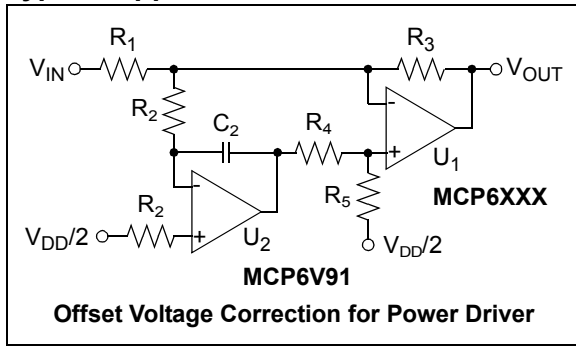 R1
R3
VIN
VOUT
R2
C2
R4
-
-
+
U1
R5
MCP6XXX
R2
-
+
U2
VDD/2
VDD/2
MCP6V91
Offset Voltage Correction for Power Driver